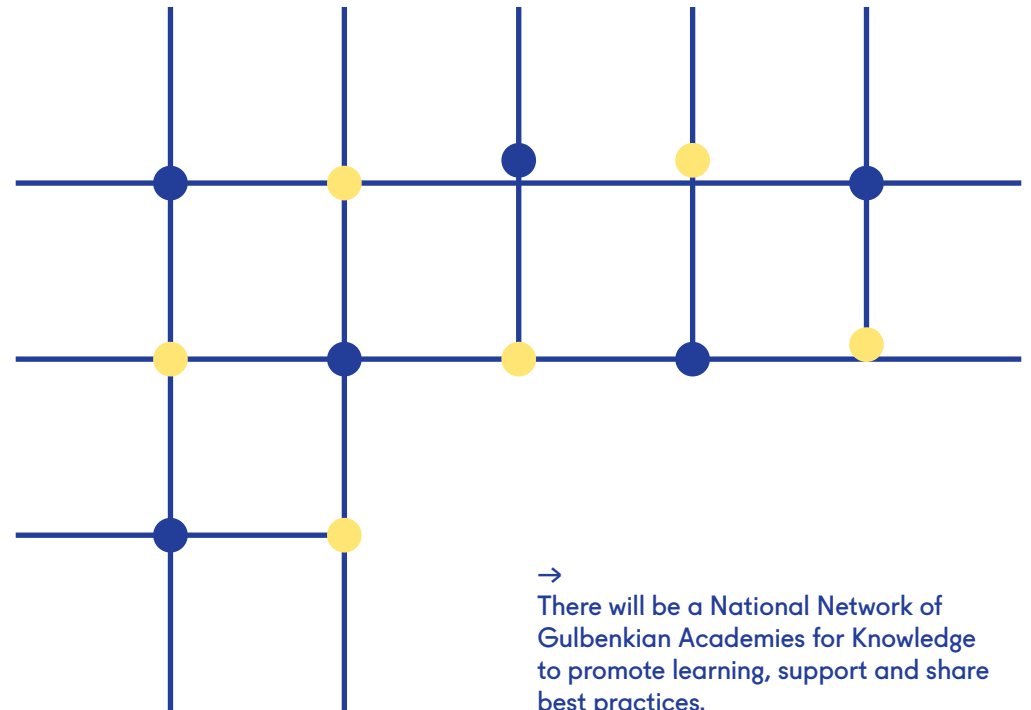 →
There will be a National Network of
Gulbenkian Academies for Knowledge
to promote learning, support and share
best practices.